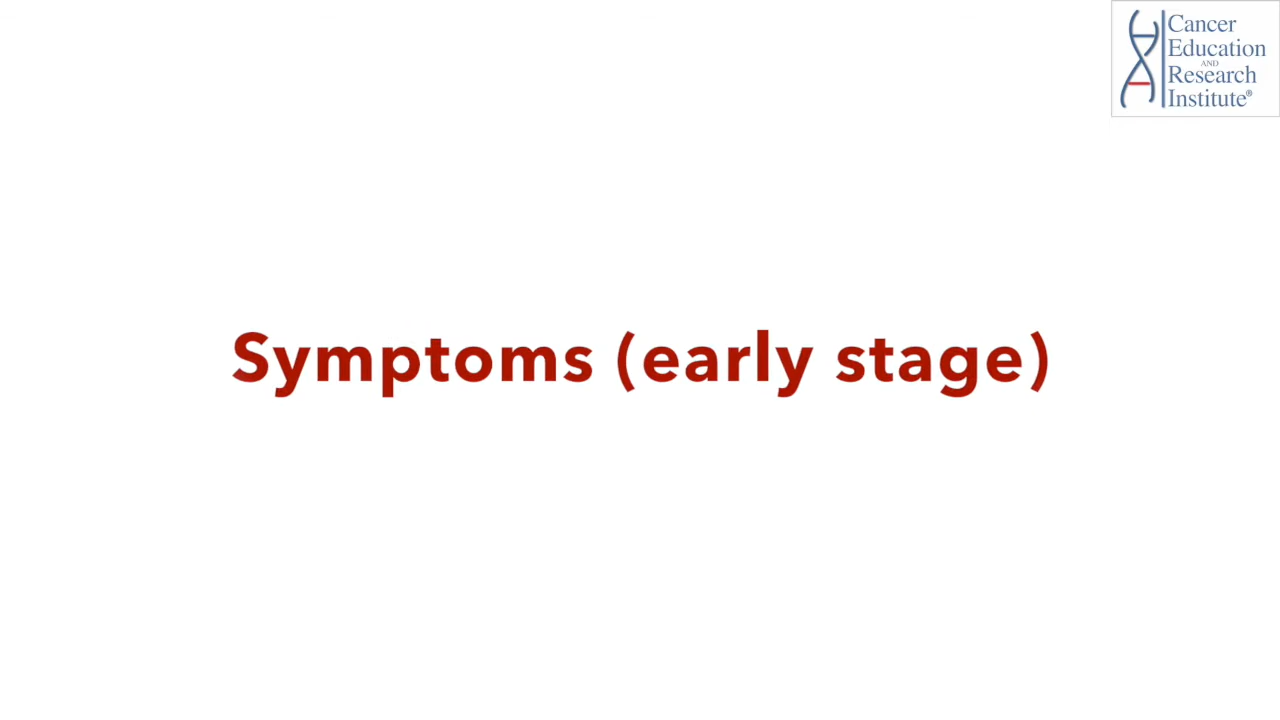 Cancer
Education
AND
Research
Institute®
Symptoms (early stage)